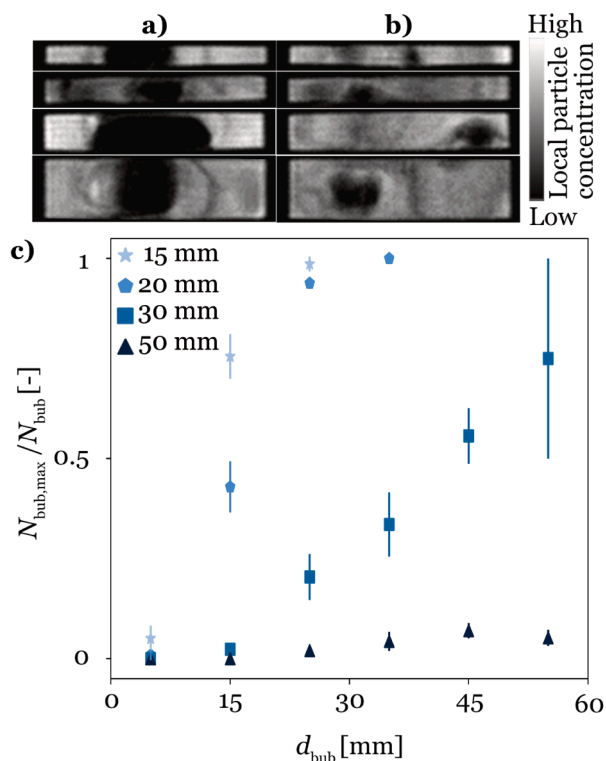 a)
b)
High
Local particle
concentration
Low
c)
15 mm
20 mm
30 mm
50 mm
1
0.5
0
N_bub,max/N_bub [-]
0
15
30
45
60
d_bub [mm]